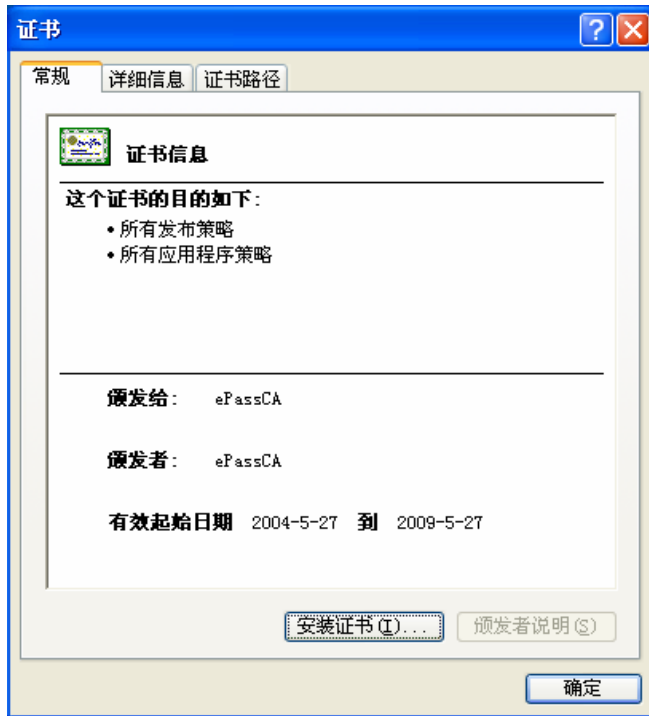 证书
常规 详细信息 证书路径
证书信息
这个证书的目的如下:
•所有发布策略
•所有应用程序策略
颁发给: ePassCA
颁发者: ePassCA
有效起始日期 2004-5-27 到 2009-5-27
安装证书(I)... 颁发者说明(S)
确定